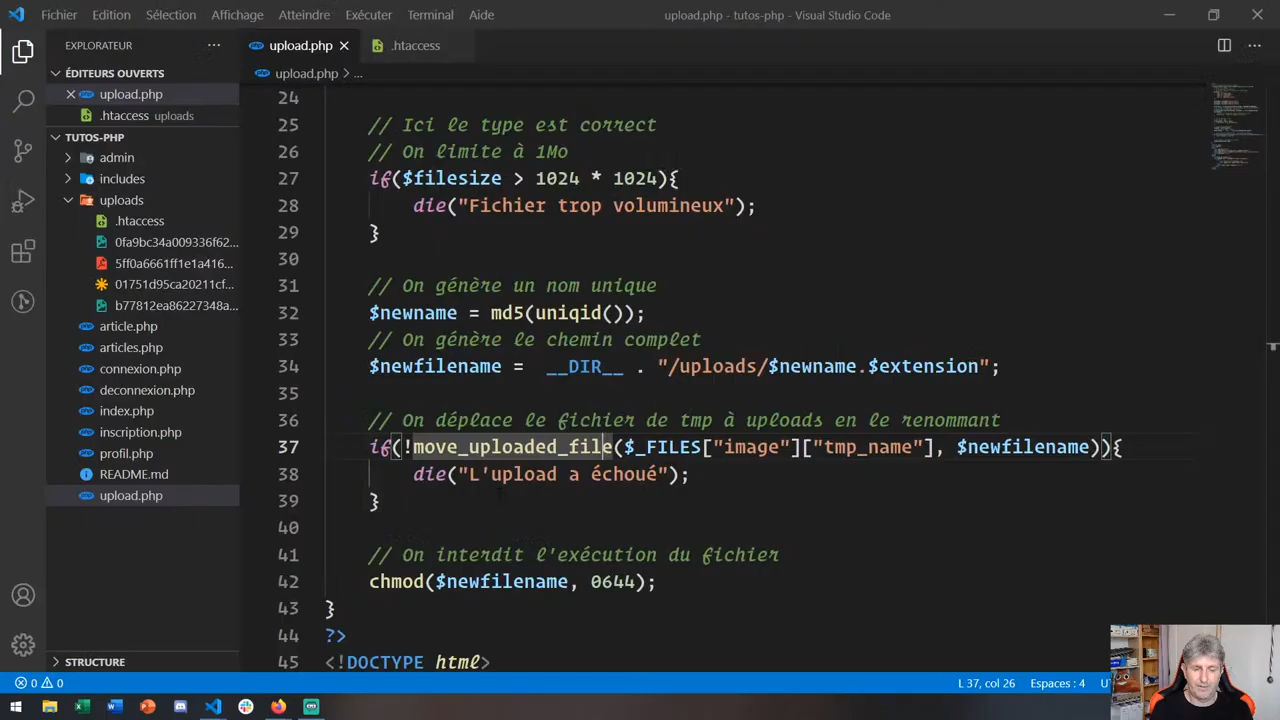 Fichier Edition Sélection Affichage Atteindre Exécuter Terminal Aide upload.php - tutos-php - Visual Studio Code
EXPLORATEUR ···
ÉDITEURS OUVERTS
upload.php
.htaccess uploads
TUTOS-PHP
admin
includes
uploads
.htaccess
0fa9bc34a009336f62...
5ff0a6661ff1e1a416...
01751d95ca20211cf...
b77812ea86227348a...
article.php
articles.php
connexion.php
deconnexion.php
index.php
inscription.php
profil.php
README.md
upload.php
STRUCTURE
upload.php .htaccess
upload.php > ...
24
25 // Ici le type est correct
26 // On limite à 1Mo
27 if($filesize > 1024 * 1024){
28 die("Fichier trop volumineux");
29 }
30
31 // On génère un nom unique
32 $newname = md5(uniqid());
33 // On génère le chemin complet
34 $newfilename = __DIR__ . "/uploads/$newname.$extension";
35
36 // On déplace le fichier de tmp à uploads en le renommant
37 if(!move_uploaded_file($_FILES["image"]["tmp_name"], $newfilename)){
38 die("L'upload a échoué");
39 }
40
41 // On interdit l'exécution du fichier
42 chmod($newfilename, 0644);
43 }
44 ?>
45 <!DOCTYPE html>
0 0 L 37, col 26 Espaces : 4